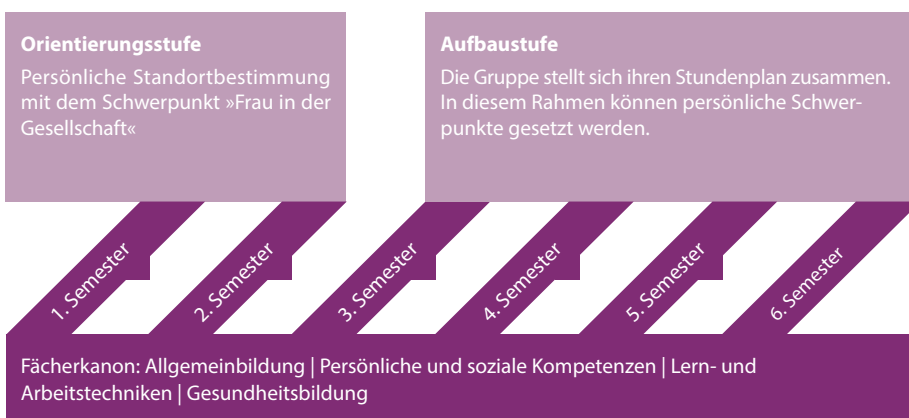 Orientierungsstufe
Persönliche Standortbestimmung
mit dem Schwerpunkt »Frau in der
Gesellschaft«
Aufbaustufe
Die Gruppe stellt sich ihren Stundenplan zusammen.
In diesem Rahmen können persönliche Schwer-
punkte gesetzt werden.
1. Semester
2. Semester
3. Semester
4. Semester
5. Semester
6. Semester
Fächerkanon: Allgemeinbildung | Persönliche und soziale Kompetenzen | Lern- und
Arbeitstechniken | Gesundheitsbildung